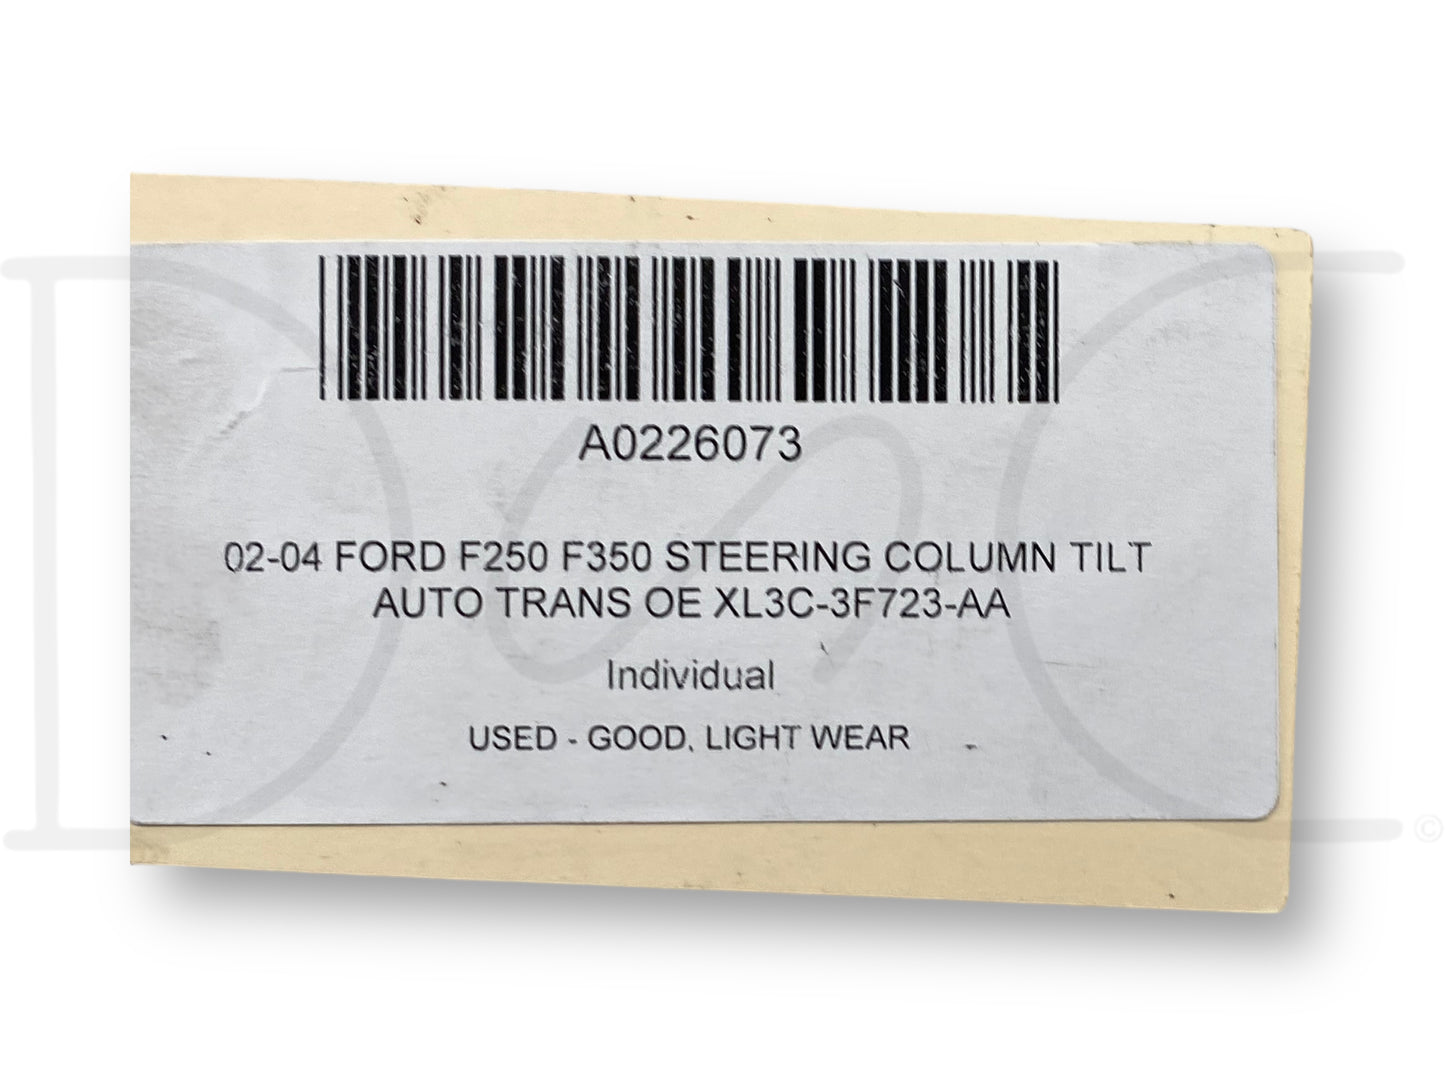 A0226073
02-04 FORD F250 F350 STEERING COLUMN TILT
AUTO TRANS OE XL3C-3F723-AA
Individual
USED - GOOD, LIGHT WEAR
©